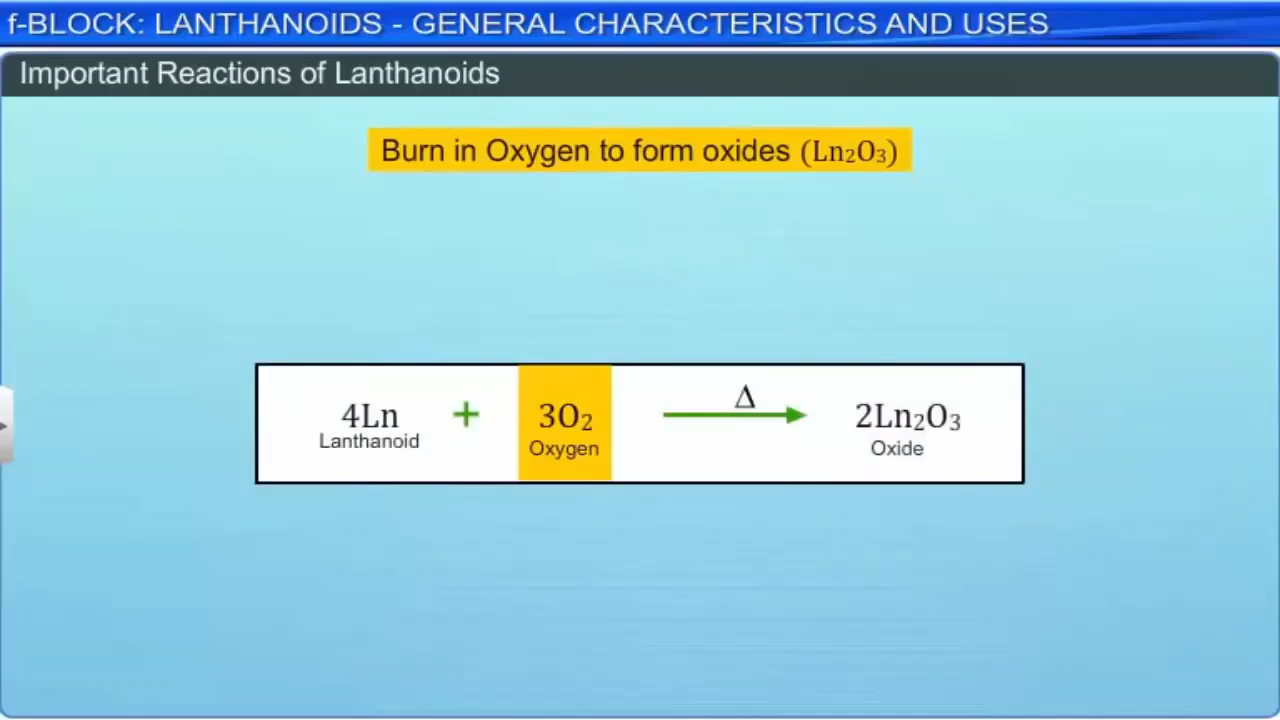 f-BLOCK: LANTHANOIDS - GENERAL CHARACTERISTICS AND USES
Important Reactions of Lanthanoids
Burn in Oxygen to form oxides (Ln₂O₃)
4Ln + 3O₂ Δ → 2Ln₂O₃
Lanthanoid Oxygen Oxide